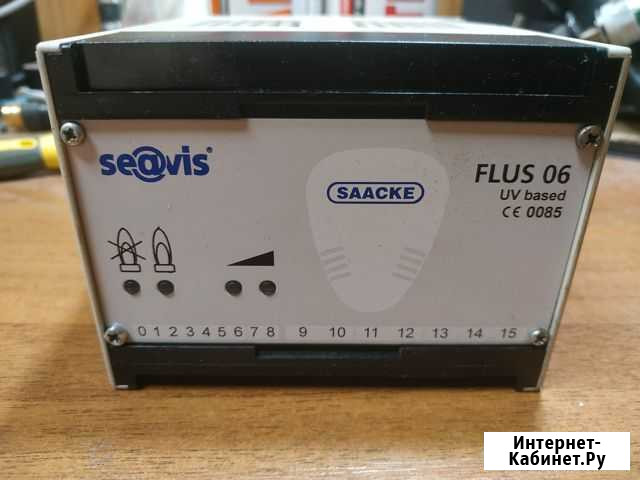 se@vis®
SAACKE
FLUS 06
UV based
CE 0085
0 1 2 3 4 5 6 7 8 9 10 11 12 13 14 15
Интернет-
Кабинет.Ру